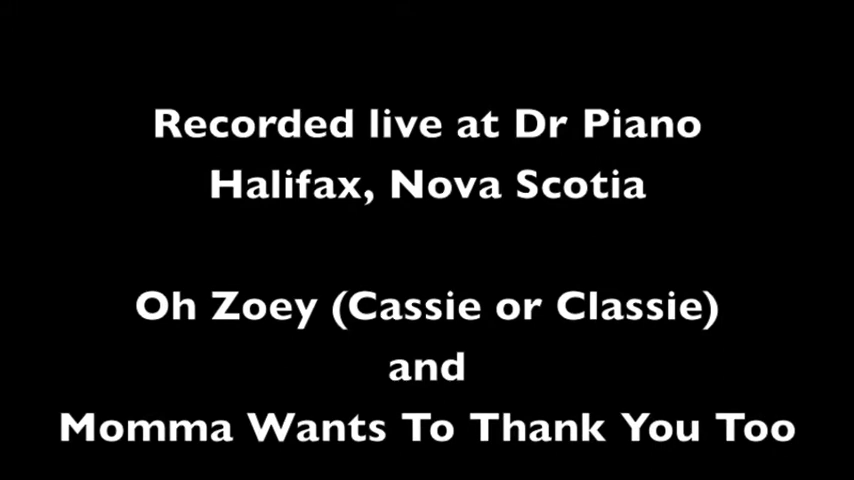 Recorded live at Dr Piano
Halifax, Nova Scotia
Oh Zoey (Cassie or Classie)
and
Momma Wants To Thank You Too